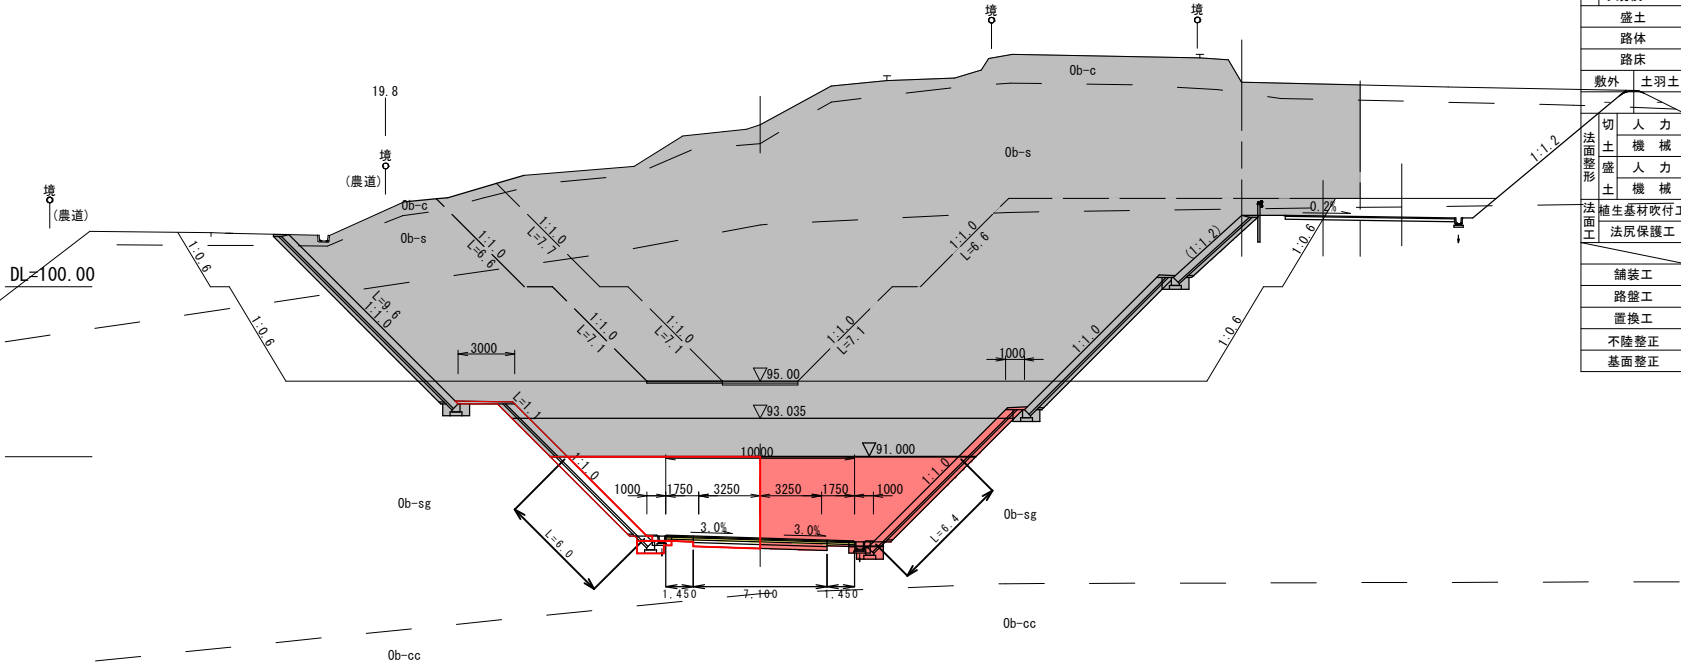 境
境
境
(農道)
19.8
境
(農道)
Ob-c
Ob-c
Ob-s
Ob-s
DL=100.00
1:0.6
1:0.6
L=9.6
1:1.0
1:1.0
L=6.6
1:1.0
L=7.7
1:1.0
L=7.1
1:1.0
L=7.1
1:1.0
L=6.6
1:1.0
L=7.1
(1:1.2)
1:1.0
1:0.6
1:0.6
0.2%
1:1.2
3000
1000
L=1.1
▽95.00
▽93.035
▽91.000
10000
1:1.0
1:1.0
1000
1750
3250
3250
1750
1000
3.0%
3.0%
L=6.0
L=6.4
1,450
7,100
1,450
Ob-sg
Ob-sg
Ob-cc
Ob-cc
盛土
路体
路床
敷外 土羽土
法面整形
切土
人 力
機 械
盛土
人 力
機 械
法面工
植生基材吹付工
法尻保護工
舗装工
路盤工
置換工
不陸整正
基面整正